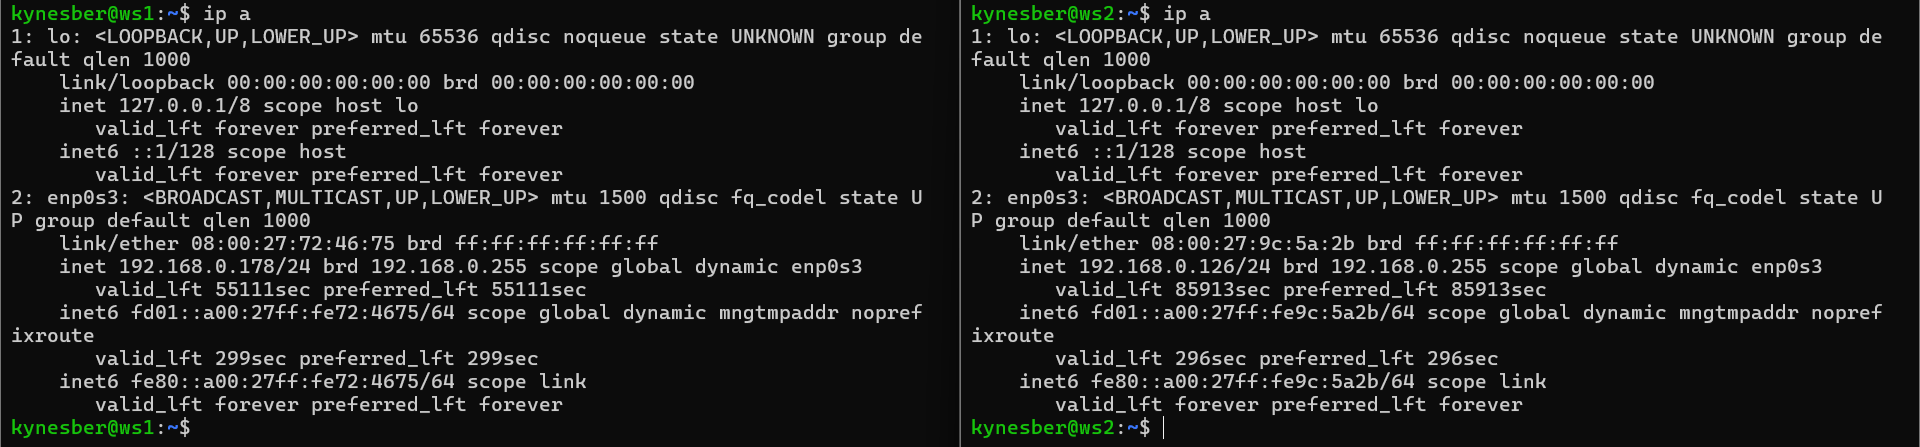 kynesber@ws1:~$ ip a
1: lo: <LOOPBACK,UP,LOWER_UP> mtu 65536 qdisc noqueue state UNKNOWN group de
fault qlen 1000
    link/loopback 00:00:00:00:00:00 brd 00:00:00:00:00:00
    inet 127.0.0.1/8 scope host lo
       valid_lft forever preferred_lft forever
    inet6 ::1/128 scope host
       valid_lft forever preferred_lft forever
2: enp0s3: <BROADCAST,MULTICAST,UP,LOWER_UP> mtu 1500 qdisc fq_codel state U
P group default qlen 1000
    link/ether 08:00:27:72:46:75 brd ff:ff:ff:ff:ff:ff
    inet 192.168.0.178/24 brd 192.168.0.255 scope global dynamic enp0s3
       valid_lft 55111sec preferred_lft 55111sec
    inet6 fd01::a00:27ff:fe72:4675/64 scope global dynamic mngtmpaddr nopref
ixroute
       valid_lft 299sec preferred_lft 299sec
    inet6 fe80::a00:27ff:fe72:4675/64 scope link
       valid_lft forever preferred_lft forever
kynesber@ws1:~$
kynesber@ws2:~$ ip a
1: lo: <LOOPBACK,UP,LOWER_UP> mtu 65536 qdisc noqueue state UNKNOWN group de
fault qlen 1000
    link/loopback 00:00:00:00:00:00 brd 00:00:00:00:00:00
    inet 127.0.0.1/8 scope host lo
       valid_lft forever preferred_lft forever
    inet6 ::1/128 scope host
       valid_lft forever preferred_lft forever
2: enp0s3: <BROADCAST,MULTICAST,UP,LOWER_UP> mtu 1500 qdisc fq_codel state U
P group default qlen 1000
    link/ether 08:00:27:9c:5a:2b brd ff:ff:ff:ff:ff:ff
    inet 192.168.0.126/24 brd 192.168.0.255 scope global dynamic enp0s3
       valid_lft 85913sec preferred_lft 85913sec
    inet6 fd01::a00:27ff:fe9c:5a2b/64 scope global dynamic mngtmpaddr nopref
ixroute
       valid_lft 296sec preferred_lft 296sec
    inet6 fe80::a00:27ff:fe9c:5a2b/64 scope link
       valid_lft forever preferred_lft forever
kynesber@ws2:~$